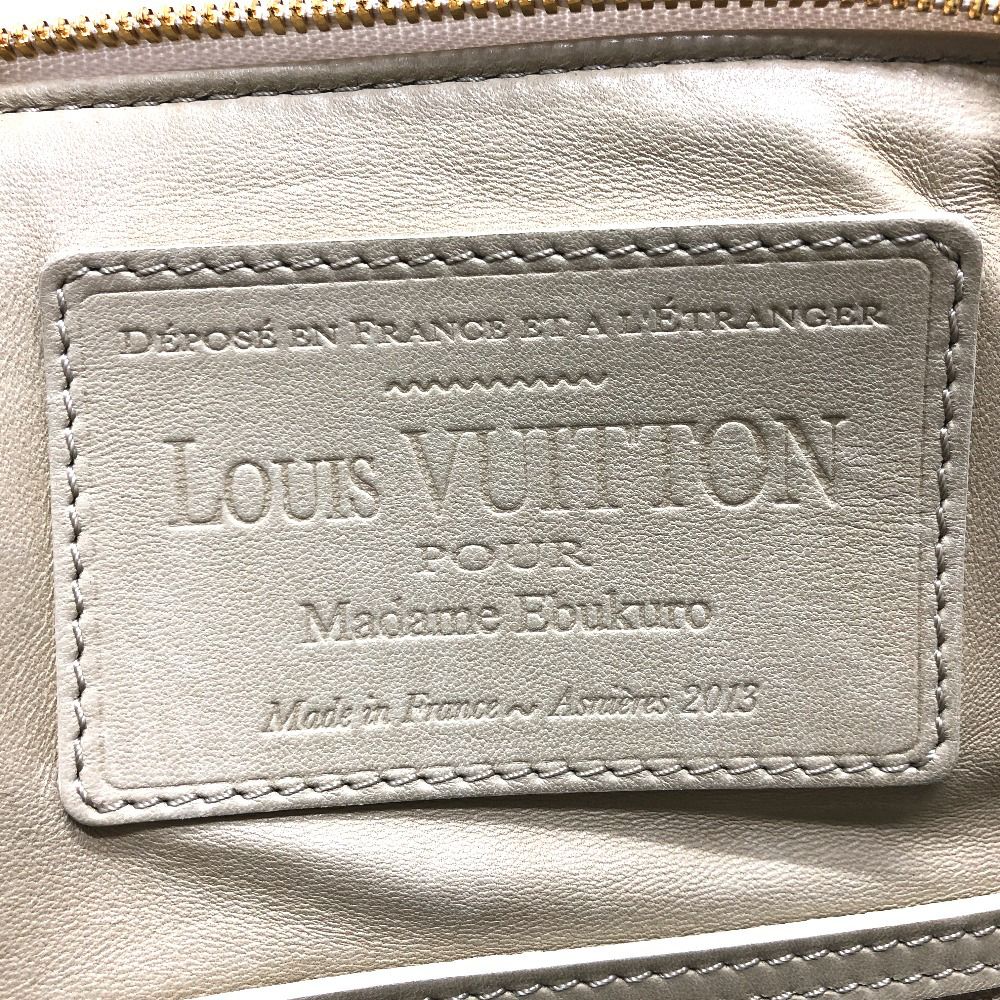 DÉPOSÉ EN FRANCE ET A L'ÉTRANGER
LOUIS VUITTON
POUR
Madame Eoukuro
Made in France ~ Asnières 2013